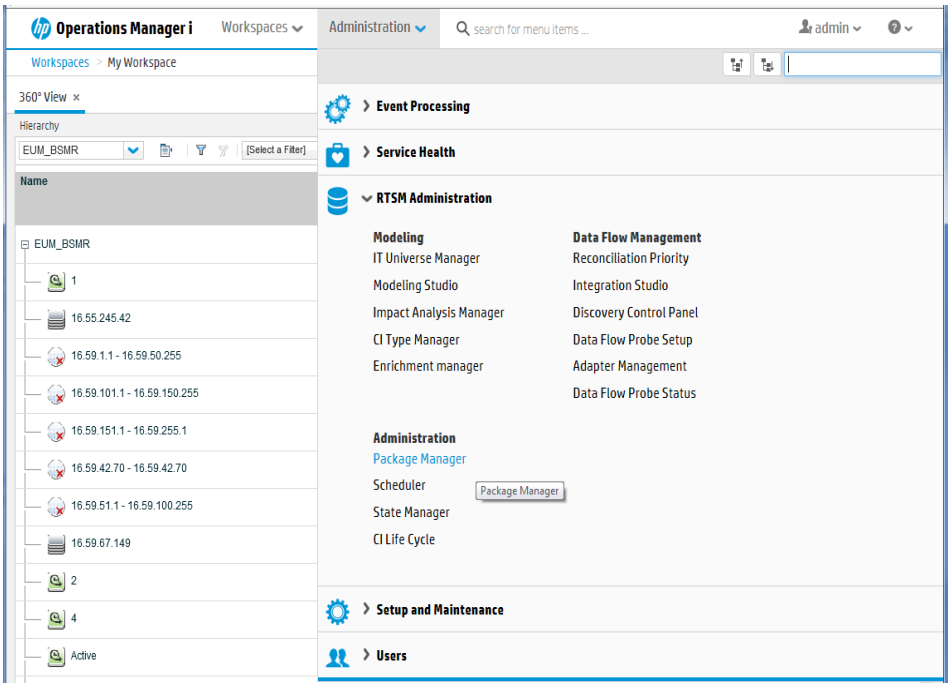 hp Operations Manager i Workspaces Administration search for menu items ... admin ?
Workspaces > My Workspace
360° View ×
Hierarchy
EUM_BSMR [Select a Filter]
Name
EUM_BSMR
1
16.55.245.42
16.59.1.1 - 16.59.50.255
16.59.101.1 - 16.59.150.255
16.59.151.1 - 16.59.255.1
16.59.42.70 - 16.59.42.70
16.59.51.1 - 16.59.100.255
16.59.67.149
2
4
Active
Event Processing
Service Health
RTSM Administration
Modeling
IT Universe Manager
Modeling Studio
Impact Analysis Manager
CI Type Manager
Enrichment manager
Data Flow Management
Reconciliation Priority
Integration Studio
Discovery Control Panel
Data Flow Probe Setup
Adapter Management
Data Flow Probe Status
Administration
Package Manager
Scheduler
Package Manager
State Manager
CI Life Cycle
Setup and Maintenance
Users